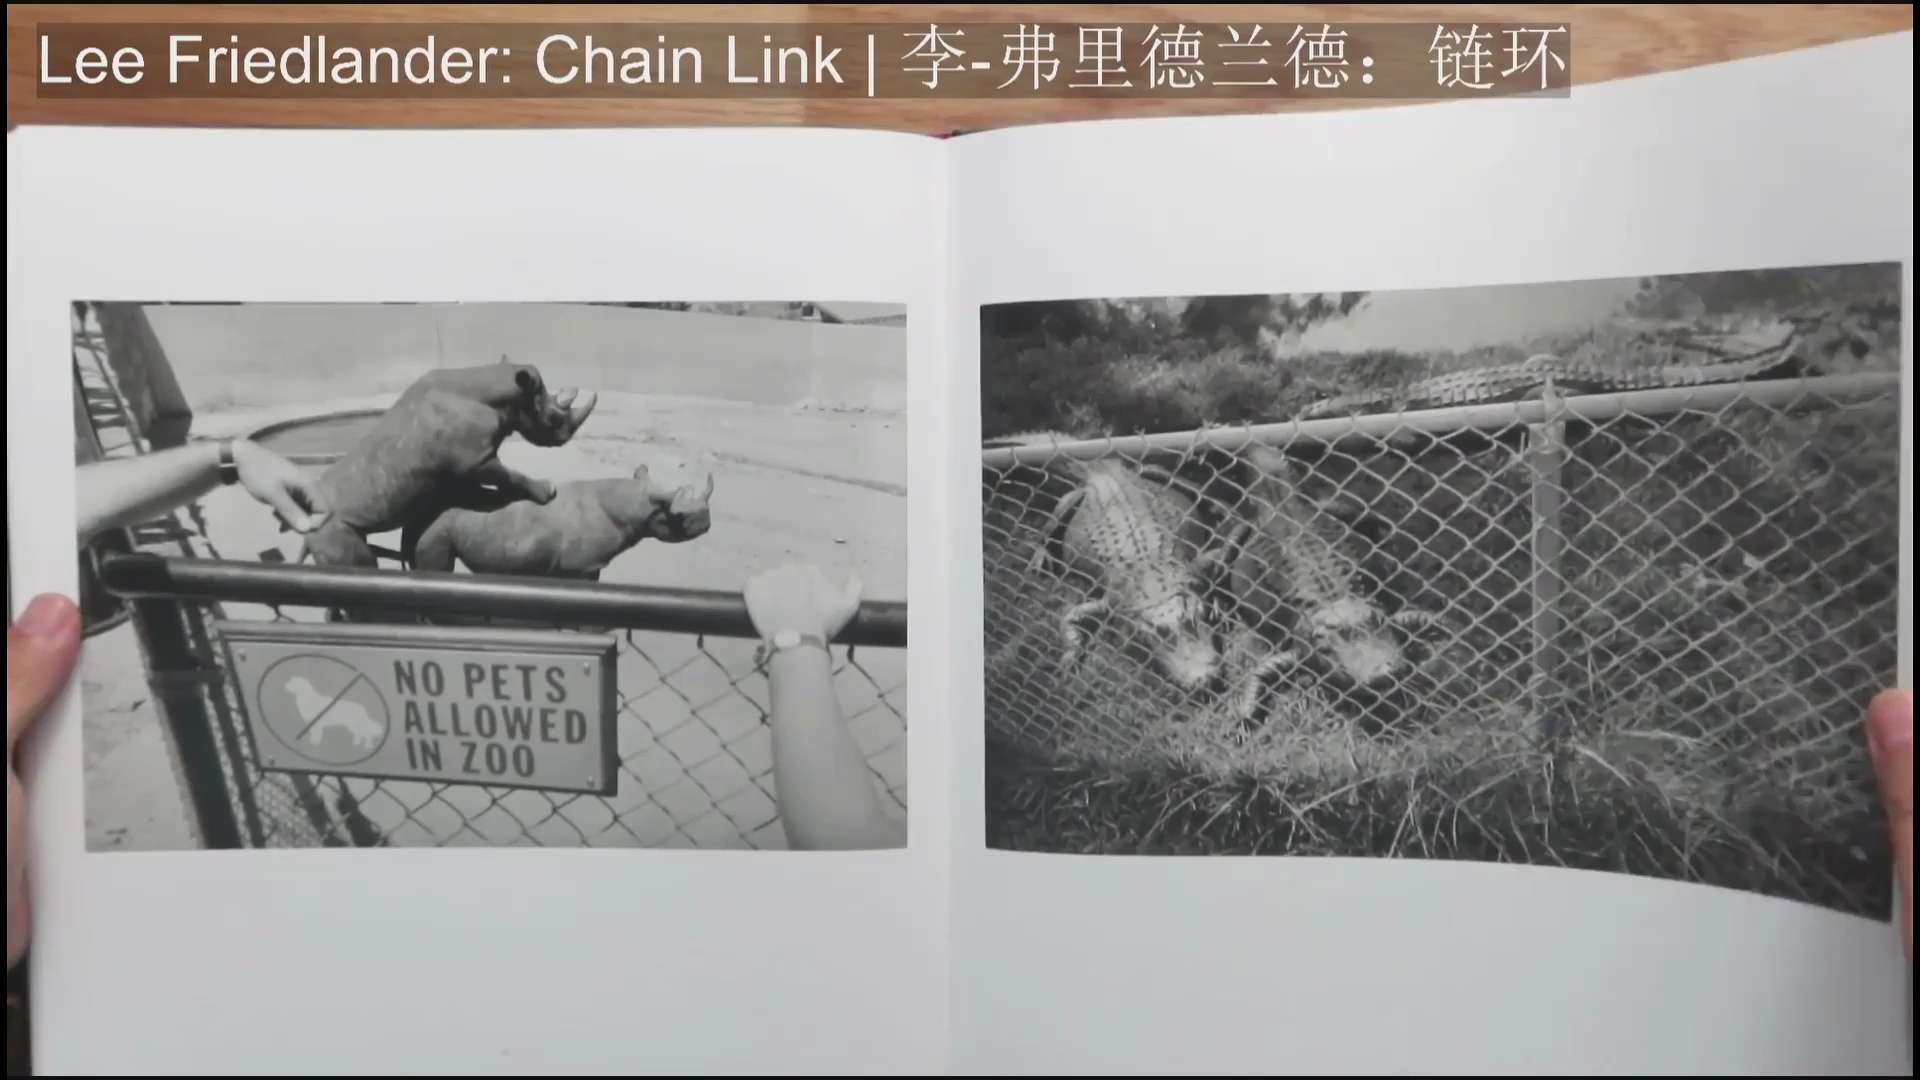 Lee Friedlander: Chain Link | 李-弗里德兰德：链环
NO PETS
ALLOWED
IN ZOO